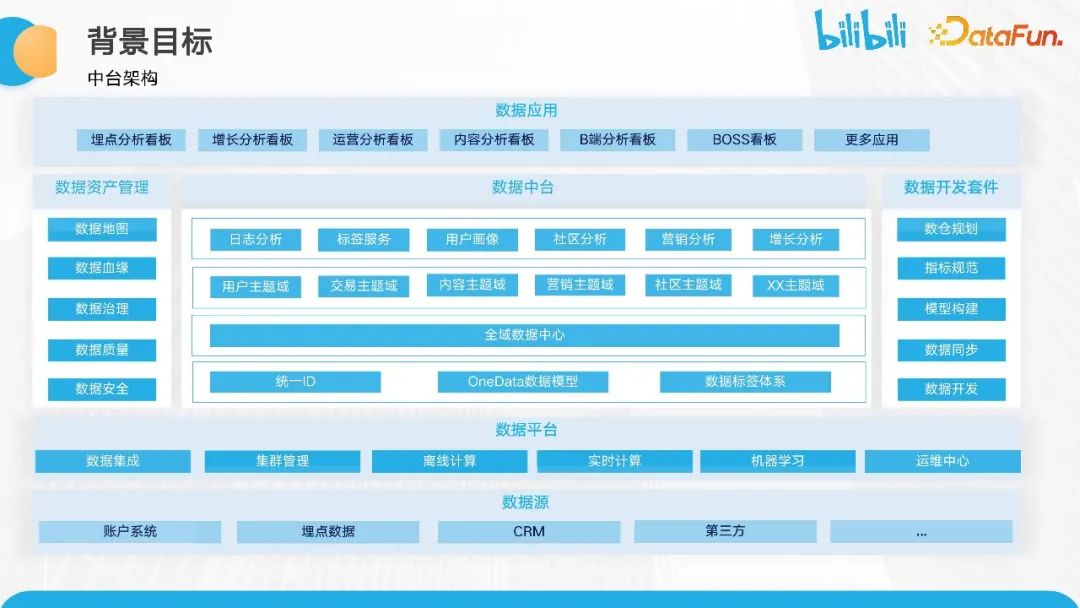 背景目标
中台架构
bilibili DataFun.
数据应用
埋点分析看板 增长分析看板 运营分析看板 内容分析看板 B端分析看板 BOSS看板 更多应用
数据资产管理 数据中台 数据开发套件
数据地图 日志分析 标签服务 用户画像 社区分析 营销分析 增长分析 数仓规划
数据血缘 用户主题域 交易主题域 内容主题域 营销主题域 社区主题域 XX主题域 指标规范
数据治理 全域数据中心 模型构建
数据质量 数据同步
数据安全 统一ID OneData数据模型 数据标签体系 数据开发
数据平台
数据集成 集群管理 离线计算 实时计算 机器学习 运维中心
数据源
账户系统 埋点数据 CRM 第三方 ...